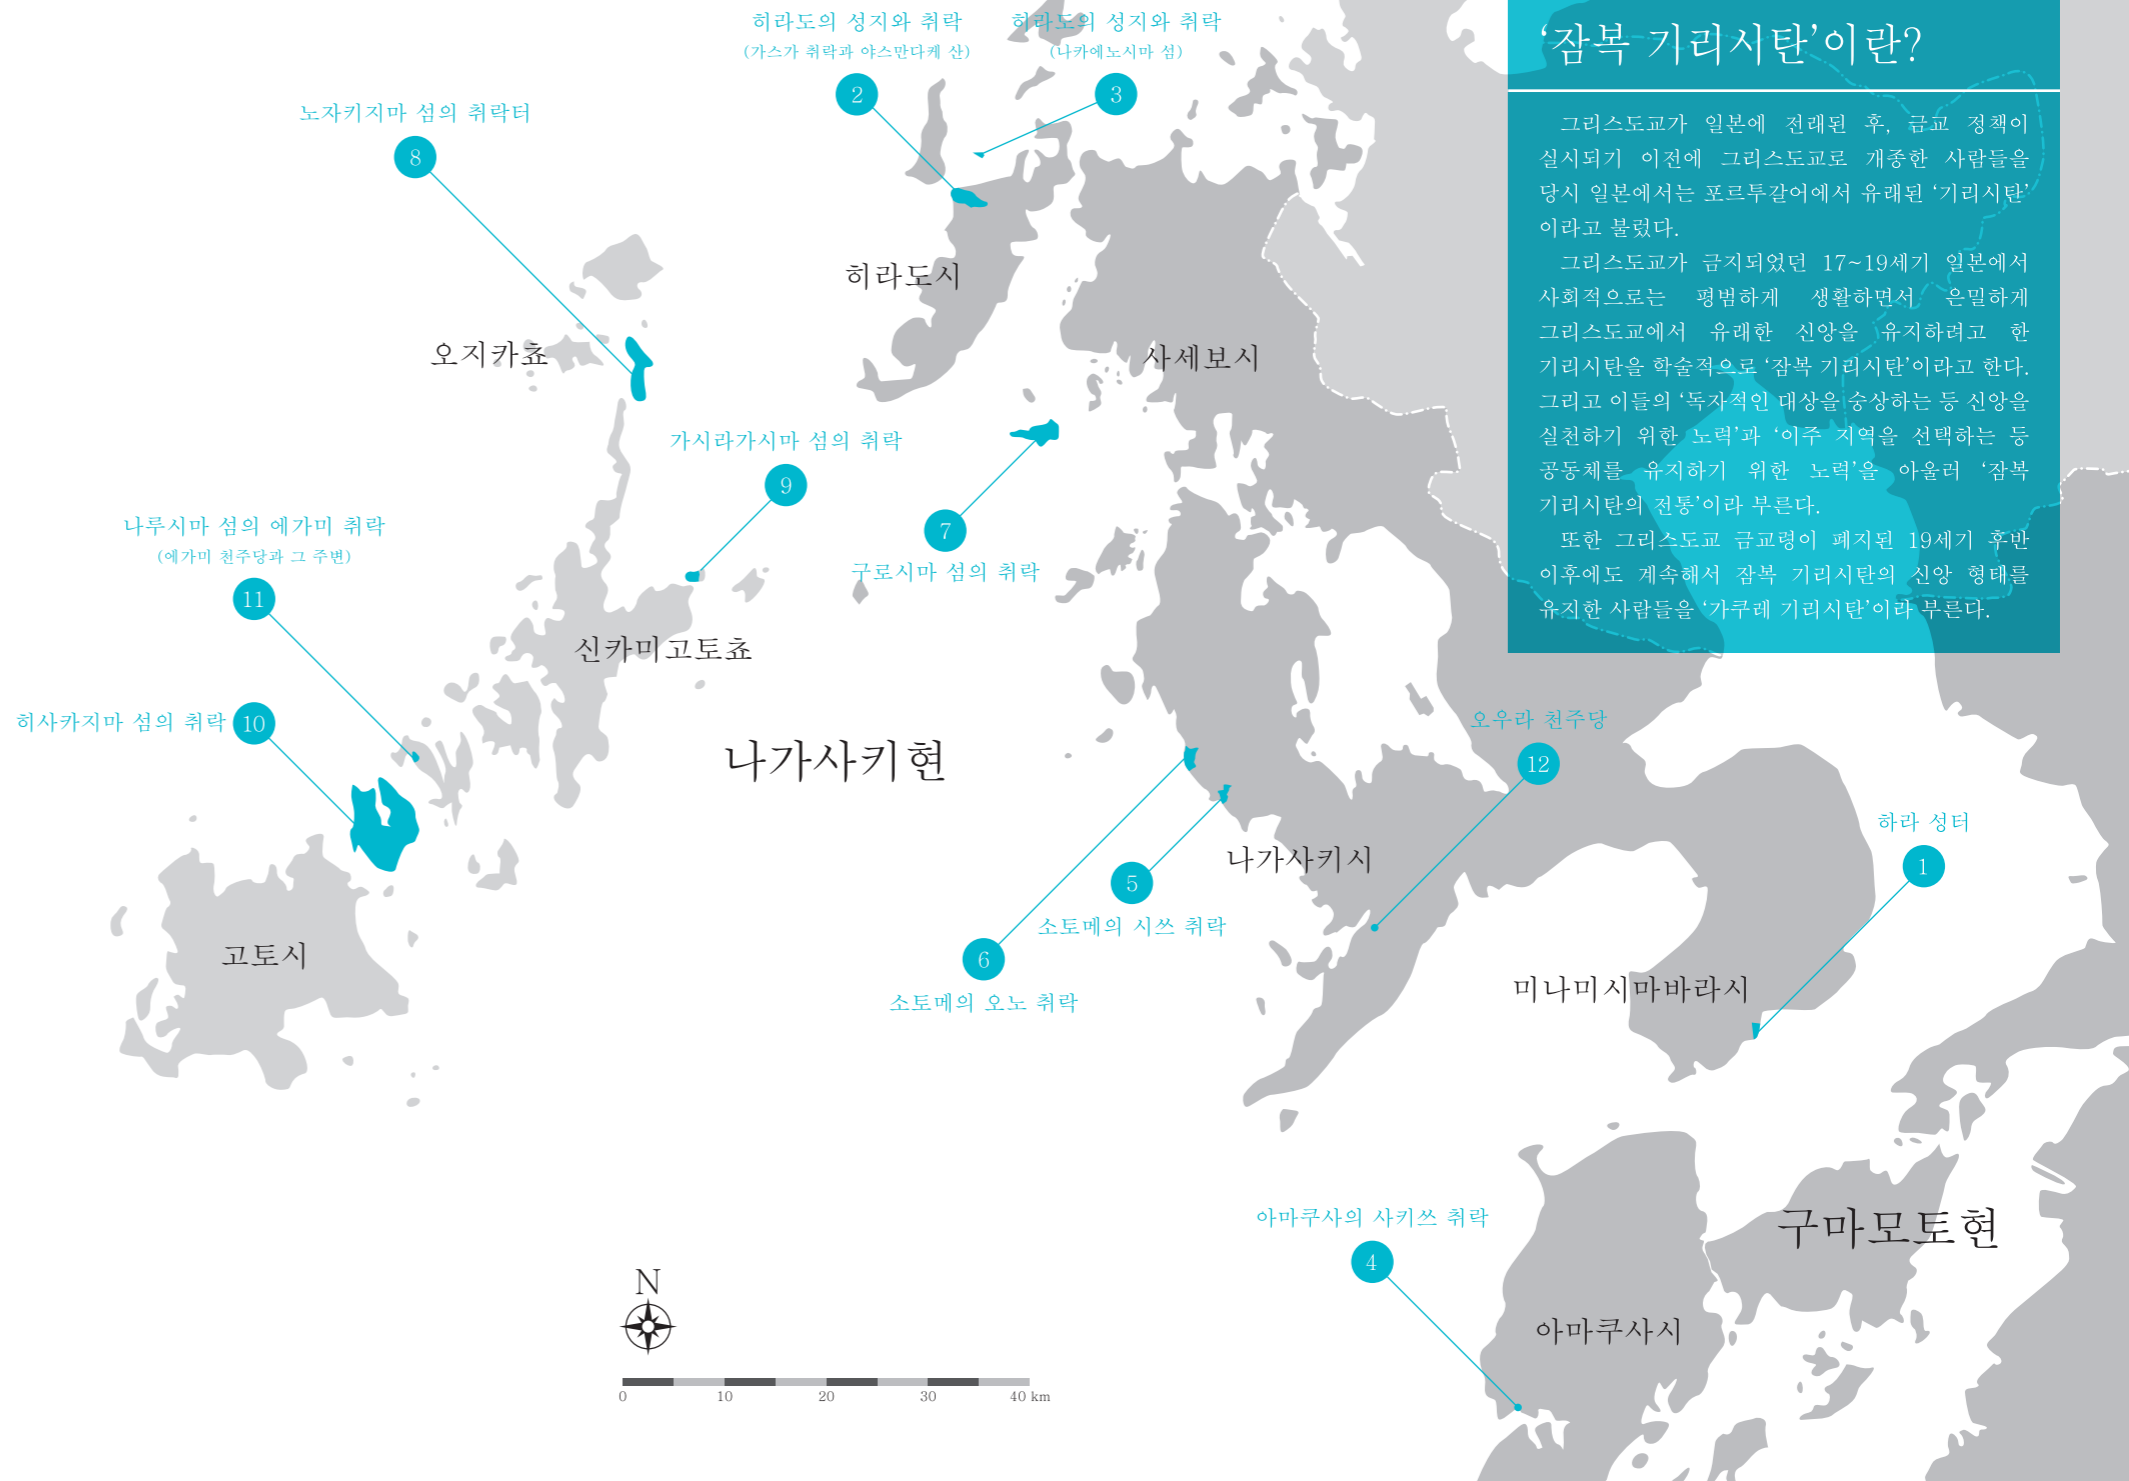 히라도의 성지와 취락
(가스가 취락과 야스만다케 산)
2
히라도의 성지와 취락
(나카에노시마 섬)
3
노자키지마 섬의 취락터
8
히라도시
오지카쵸
사세보시
가시라가시마 섬의 취락
9
7
구로시마 섬의 취락
나루시마 섬의 에가미 취락
(에가미 천주당과 그 주변)
11
신카미고토쵸
히사카지마 섬의 취락
10
나가사키현
오우라 천주당
12
하라 성터
1
나가사키시
5
소토메의 시쓰 취락
6
소토메의 오노 취락
고토시
미나미시마바라시
아마쿠사의 사키쓰 취락
4
구마모토현
아마쿠사시
N
0 10 20 30 40 km
‘잠복 기리시탄’이란?
그리스도교가 일본에 전래된 후, 금교 정책이
실시되기 이전에 그리스도교로 개종한 사람들을
당시 일본에서는 포르투갈어에서 유래된 ‘기리시탄’
이라고 불렀다.
그리스도교가 금지되었던 17~19세기 일본에서
사회적으로는 평범하게 생활하면서 은밀하게
그리스도교에서 유래한 신앙을 유지하려고 한
기리시탄을 학술적으로 ‘잠복 기리시탄’이라고 한다.
그리고 이들의 ‘독자적인 대상을 숭상하는 등 신앙을
실천하기 위한 노력’과 ‘이주 지역을 선택하는 등
공동체를 유지하기 위한 노력’을 아울러 ‘잠복
기리시탄의 전통’이라 부른다.
또한 그리스도교 금교령이 폐지된 19세기 후반
이후에도 계속해서 잠복 기리시탄의 신앙 형태를
유지한 사람들을 ‘가쿠레 기리시탄’이라 부른다.